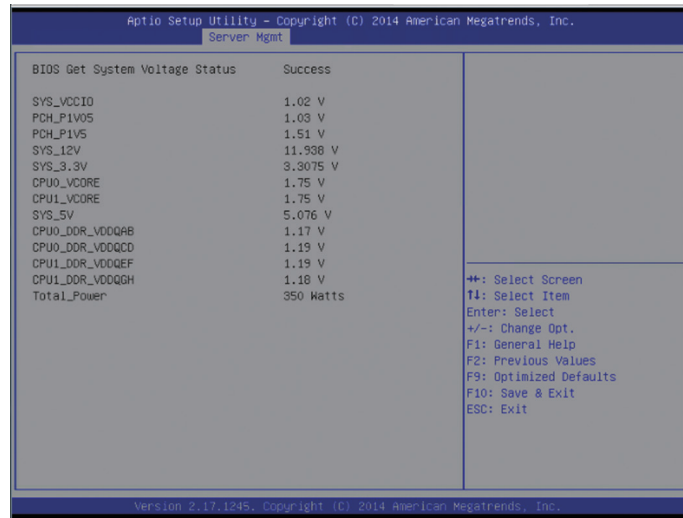 Aptio Setup Utility – Copyright (C) 2014 American Megatrends, Inc.
Server Mgmt
BIOS Get System Voltage Status Success
SYS_VCCIO 1.02 V
PCH_P1V05 1.03 V
PCH_P1V5 1.51 V
SYS_12V 11.938 V
SYS_3.3V 3.3075 V
CPU0_VCORE 1.75 V
CPU1_VCORE 1.75 V
SYS_5V 5.076 V
CPU0_DDR_VDDQAB 1.17 V
CPU0_DDR_VDDQCD 1.19 V
CPU1_DDR_VDDQEF 1.19 V
CPU1_DDR_VDDQGH 1.18 V
Total_Power 350 Watts
→←: Select Screen
↑↓: Select Item
Enter: Select
+/-: Change Opt.
F1: General Help
F2: Previous Values
F9: Optimized Defaults
F10: Save & Exit
ESC: Exit
Version 2.17.1245. Copyright (C) 2014 American Megatrends, Inc.